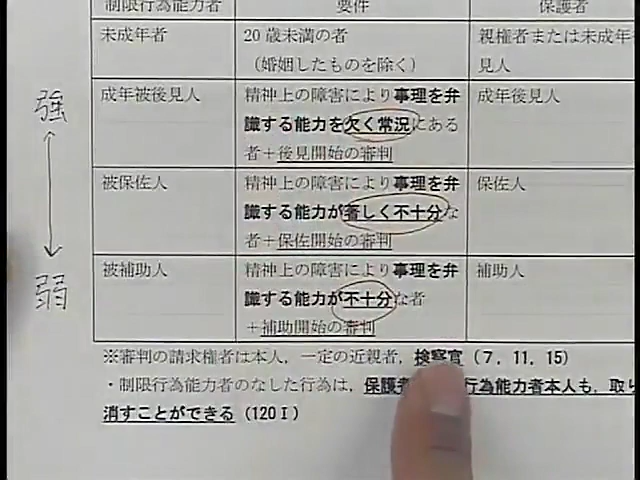 制限行為能力者 要件 保護者
未成年者 20歳未満の者 親権者または未成年
（婚姻したものを除く） 見人
成年被後見人 精神上の障害により事理を弁 成年後見人
識する能力を欠く常況にある
者＋後見開始の審判
被保佐人 精神上の障害により事理を弁 保佐人
識する能力が著しく不十分な
者＋保佐開始の審判
被補助人 精神上の障害により事理を弁 補助人
識する能力が不十分な者
＋補助開始の審判
強
弱
※審判の請求権者は本人，一定の近親者，検察官（7，11，15）
・制限行為能力者のなした行為は，保護者 行為能力者本人も，取り
消すことができる（120Ⅰ）